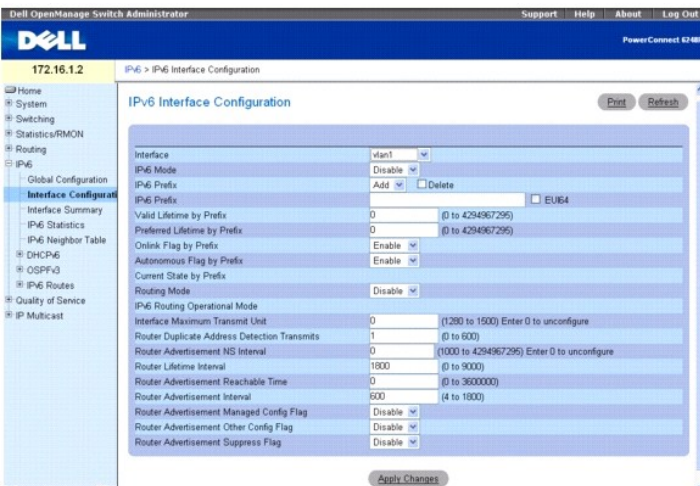 Dell OpenManage Switch Administrator
Support Help About Log Out
DELL
PowerConnect 6248
172.16.1.2
IPv6 > IPv6 Interface Configuration
Home
System
Switching
Statistics/RMON
Routing
IPv6
Global Configuration
Interface Configurati
Interface Summary
IPv6 Statistics
IPv6 Neighbor Table
DHCPv6
OSPFv3
IPv6 Routes
Quality of Service
IP Multicast
IPv6 Interface Configuration
Print Refresh
Interface vlan1
IPv6 Mode Disable
IPv6 Prefix Add Delete
IPv6 Prefix EUI64
Valid Lifetime by Prefix 0 (0 to 4294967295)
Preferred Lifetime by Prefix 0 (0 to 4294967295)
Onlink Flag by Prefix Enable
Autonomous Flag by Prefix Enable
Current State by Prefix
Routing Mode Disable
IPv6 Routing Operational Mode
Interface Maximum Transmit Unit 0 (1280 to 1500) Enter 0 to unconfigure
Router Duplicate Address Detection Transmits 1 (0 to 600)
Router Advertisement NS Interval 0 (1000 to 4294967295) Enter 0 to unconfigure
Router Lifetime Interval 1800 (0 to 9000)
Router Advertisement Reachable Time 0 (0 to 3600000)
Router Advertisement Interval 600 (4 to 1800)
Router Advertisement Managed Config Flag Disable
Router Advertisement Other Config Flag Disable
Router Advertisement Suppress Flag Disable
Apply Changes